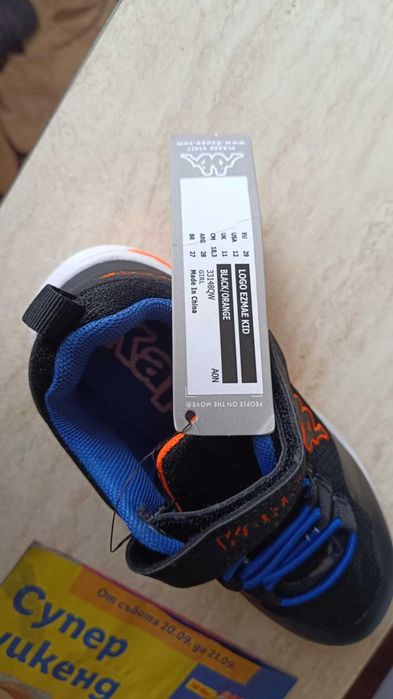 PLEASE VISIT
www.kappa.com
LOGO EZMAE KID
BLACK/ORANGE
A0N
33148QW
GIRL
Made In China
EU 29
USA 12
UK 11
CM 18,3
ARG 28
BR 27
PEOPLE ON THE MOVE®
Kap
От събота 20.09. до 21.09.
Супер
уикенд